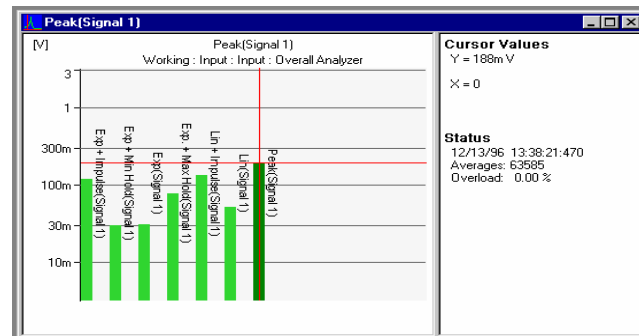 Peak(Signal 1)
[V]
Peak(Signal 1)
Working : Input : Input : Overall Analyzer
3
1
300m
100m
30m
10m
Exp + Impulse(Signal 1)
Exp + Min Hold(Signal 1)
Exp(Signal 1)
Exp. + Max Hold(Signal 1)
Lin + Impulse(Signal 1)
Lin(Signal 1)
Peak(Signal 1)
Cursor Values
Y = 188m V
X = 0
Status
12/13/96 13:38:21:470
Averages: 63585
Overload: 0.00 %